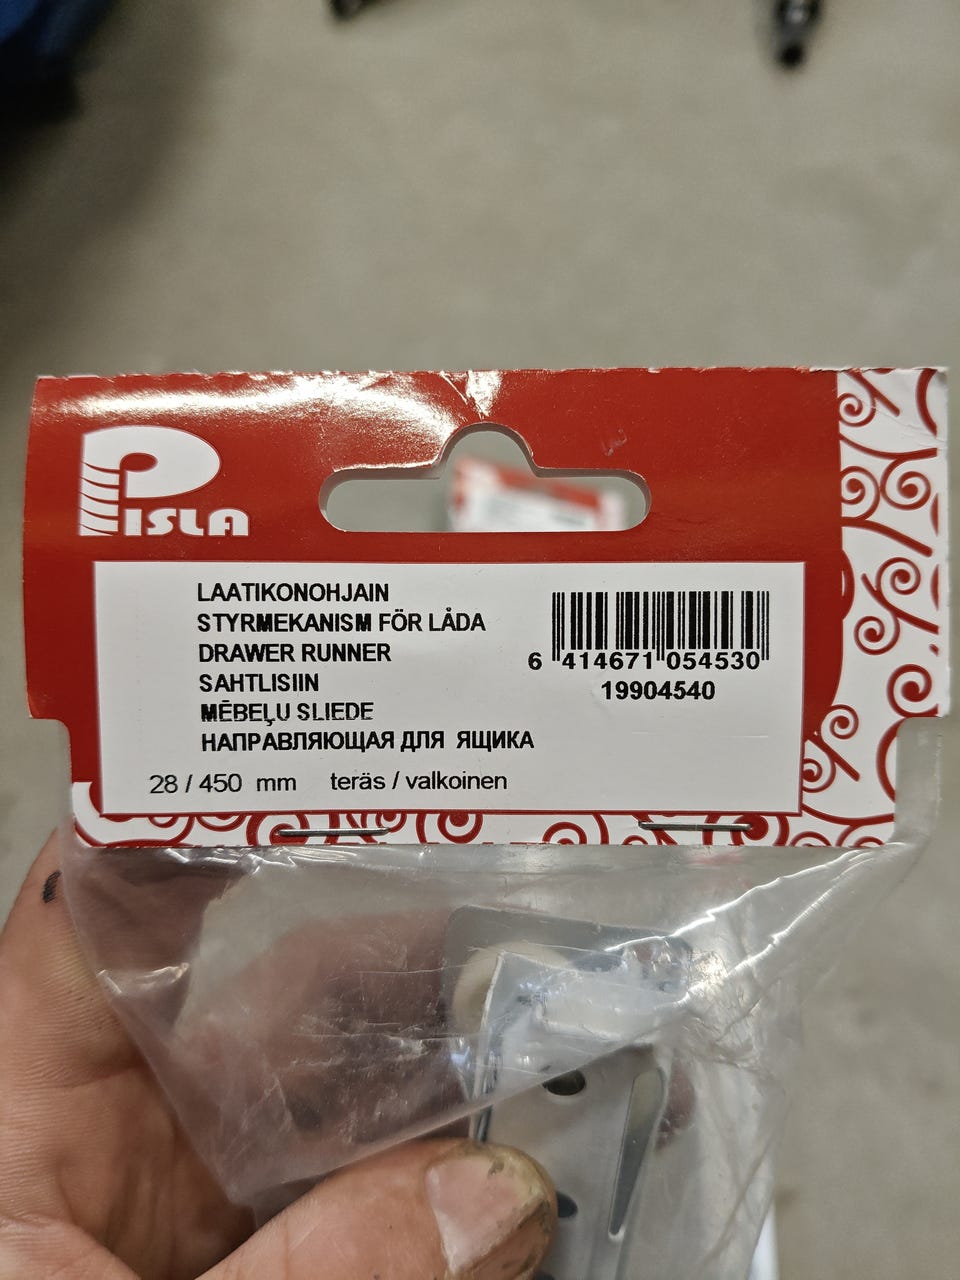 PISLA
LAATIKONOHJAIN
STYRMEKANISM FÖR LÅDA
DRAWER RUNNER
SAHTLISIIN
MĒBEĻU SLIEDE
НАПРАВЛЯЮЩАЯ ДЛЯ ЯЩИКА
28 / 450 mm teräs / valkoinen
6 414671 054530
19904540